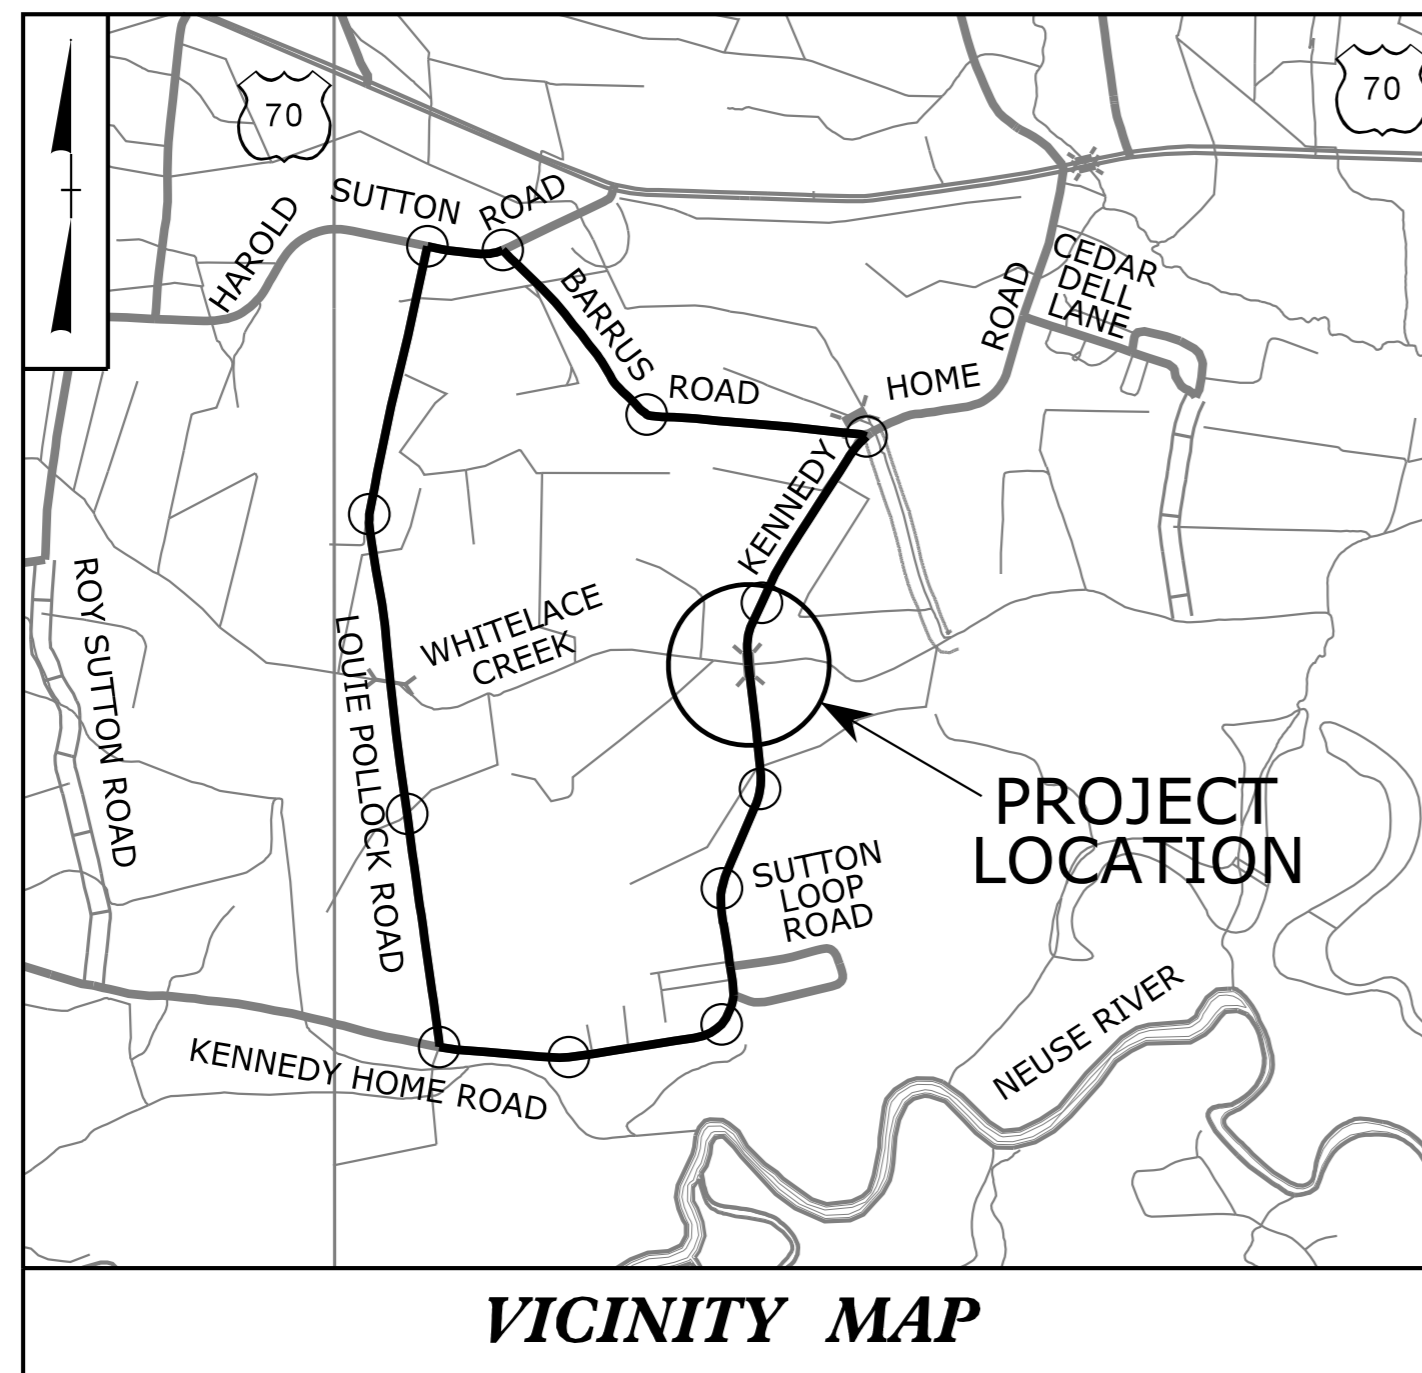 70
70
SUTTON
ROAD
HAROLD
CEDAR
DELL
LANE
BARRUS
ROAD
ROAD
HOME
KENNEDY
ROY SUTTON ROAD
WHITELACE
CREEK
LOUIE POLLOCK ROAD
PROJECT
LOCATION
SUTTON
LOOP
ROAD
NEUSE RIVER
KENNEDY HOME ROAD
VICINITY MAP